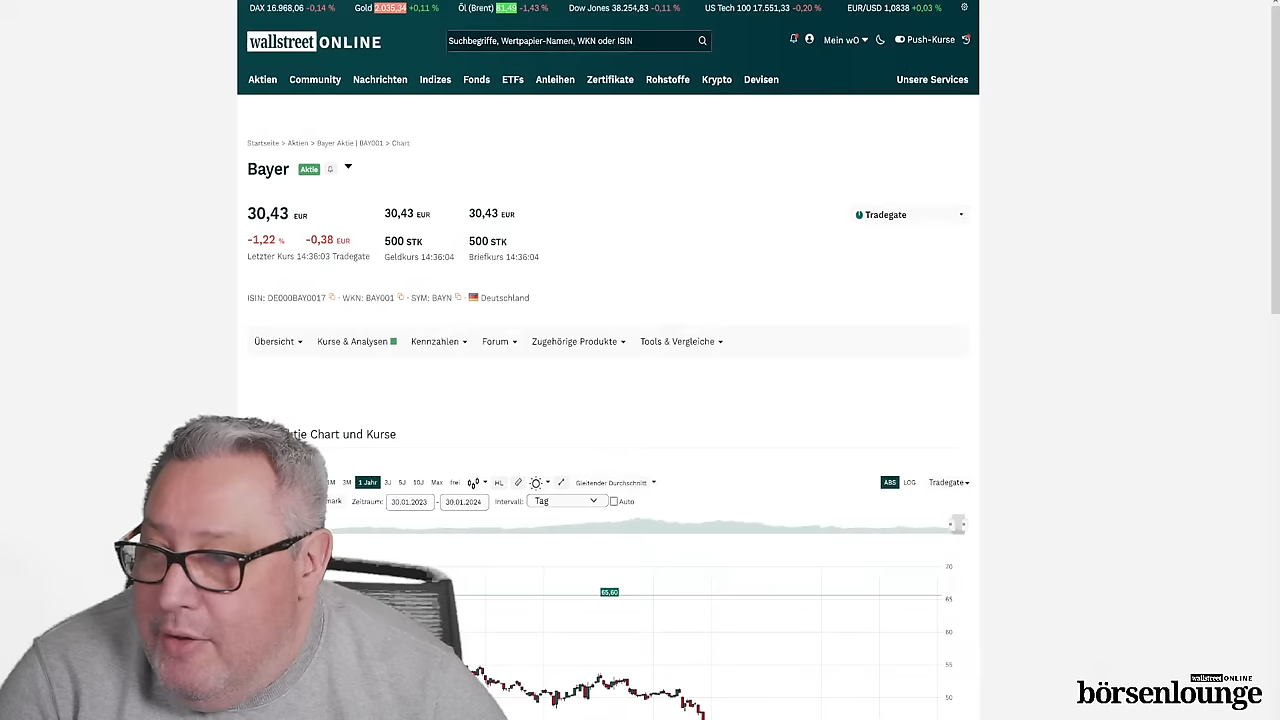 DAX 16.968,06 -0,14 % Gold 2.035,34 +0,11 % Öl (Brent) 81,49 -1,43 % Dow Jones 38.254,83 -0,11 % US Tech 100 17.551,33 -0,20 % EUR/USD 1,0838 +0,03 %
wallstreet ONLINE Suchbegriffe, Wertpapier-Namen, WKN oder ISIN Mein wO Push-Kurse
Aktien Community Nachrichten Indizes Fonds ETFs Anleihen Zertifikate Rohstoffe Krypto Devisen Unsere Services
Startseite > Aktien > Bayer Aktie | BAY001 > Chart
Bayer Aktie
30,43 EUR 30,43 EUR 30,43 EUR Tradegate
-1,22 % -0,38 EUR 500 STK 500 STK
Letzter Kurs 14:36:03 Tradegate Geldkurs 14:36:04 Briefkurs 14:36:04
ISIN: DE000BAY0017 · WKN: BAY001 · SYM: BAYN · Deutschland
Übersicht Kurse & Analysen Kennzahlen Forum Zugehörige Produkte Tools & Vergleiche
Chart und Kurse
3M 1 Jahr 3J 5J 10J Max frei HL Gleitender Durchschnitt ABS LOG Tradegate
Zeitraum: 30.01.2023 - 30.01.2024 Intervall: Tag Auto
70
65,60
65
60
55
50
wallstreet ONLINE
börsenlounge